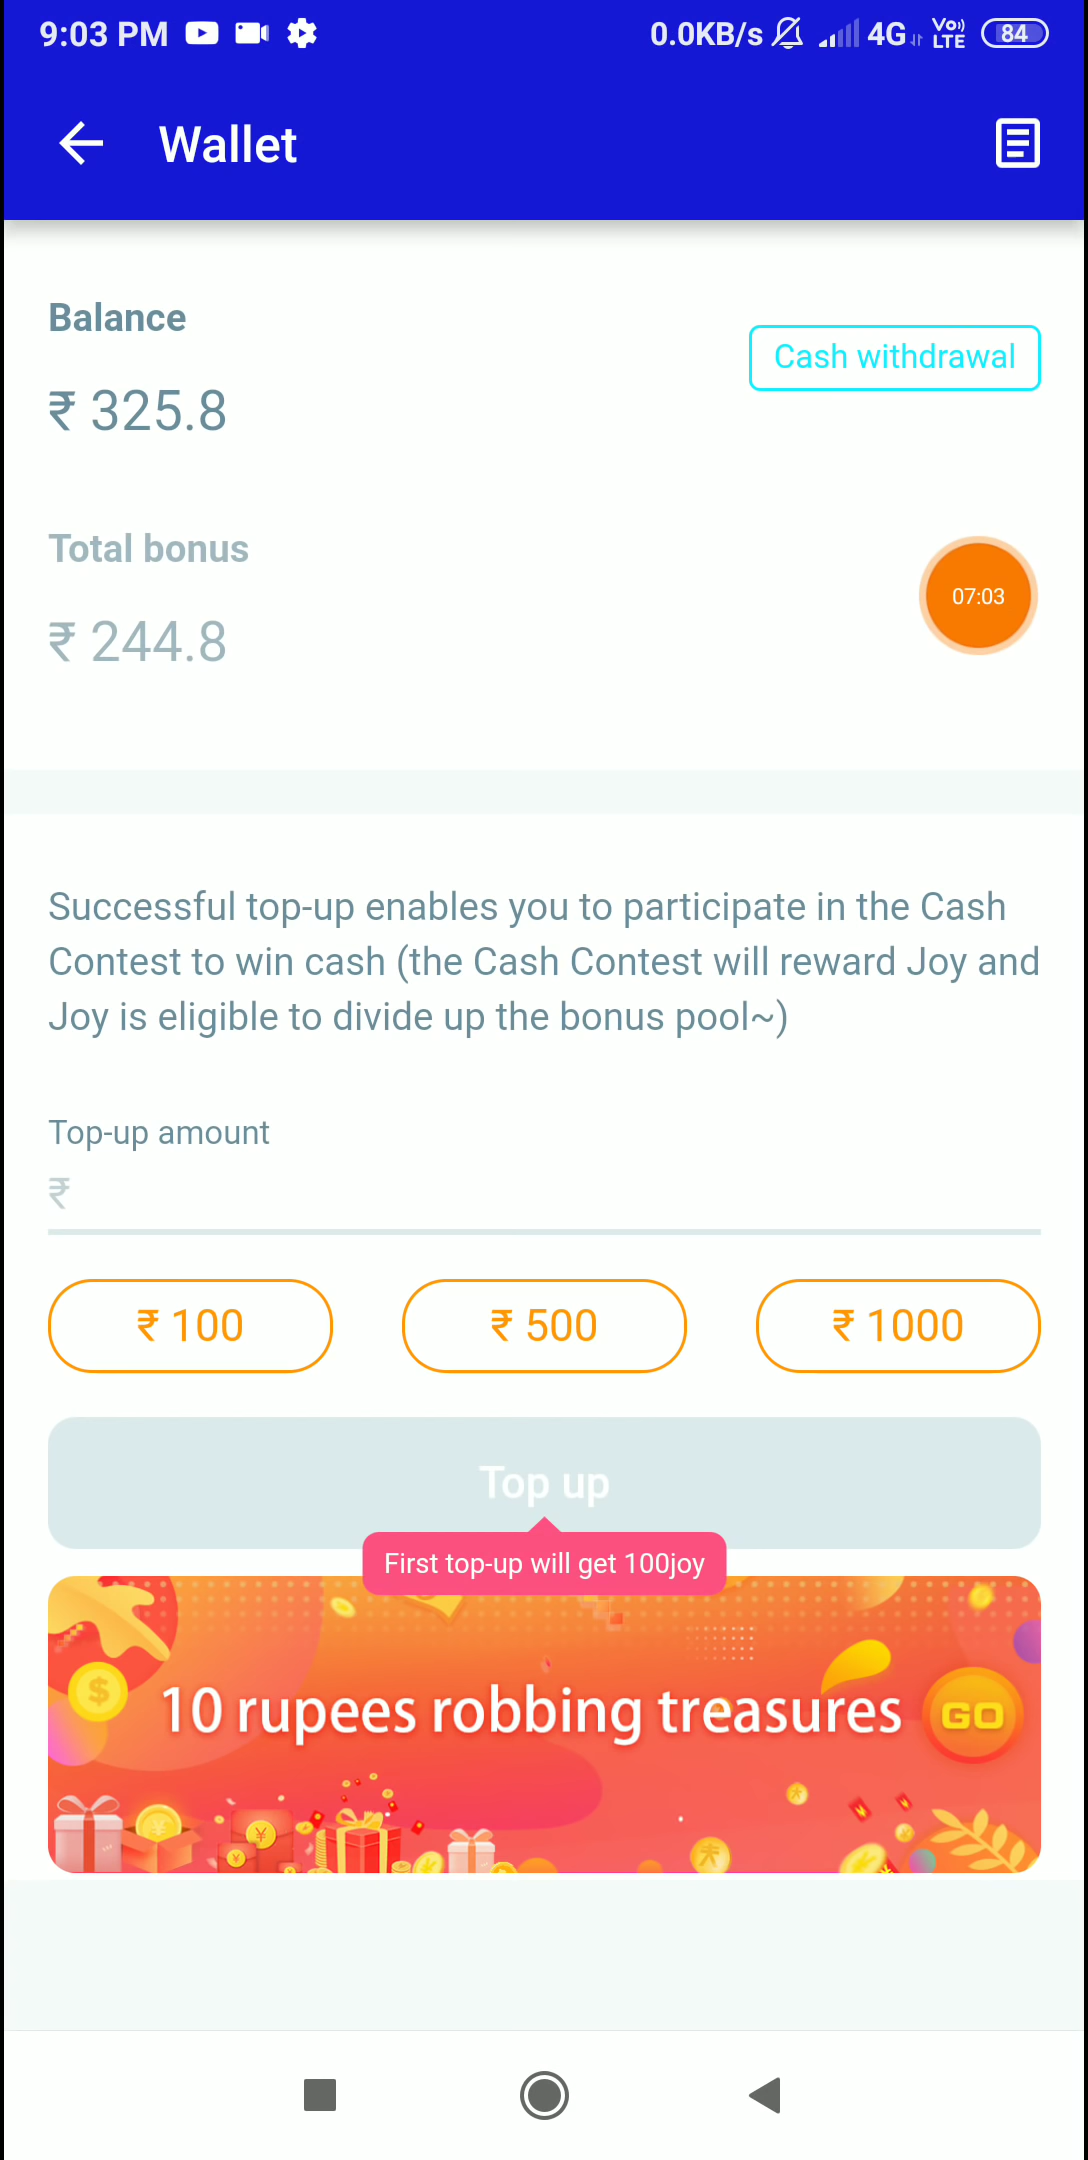 9:03 PM 0.0KB/s 4G VoLTE 84
Wallet
Balance
Cash withdrawal
₹ 325.8
Total bonus
07:03
₹ 244.8
Successful top-up enables you to participate in the Cash
Contest to win cash (the Cash Contest will reward Joy and
Joy is eligible to divide up the bonus pool~)
Top-up amount
₹
₹ 100 ₹ 500 ₹ 1000
Top up
First top-up will get 100joy
10 rupees robbing treasures GO